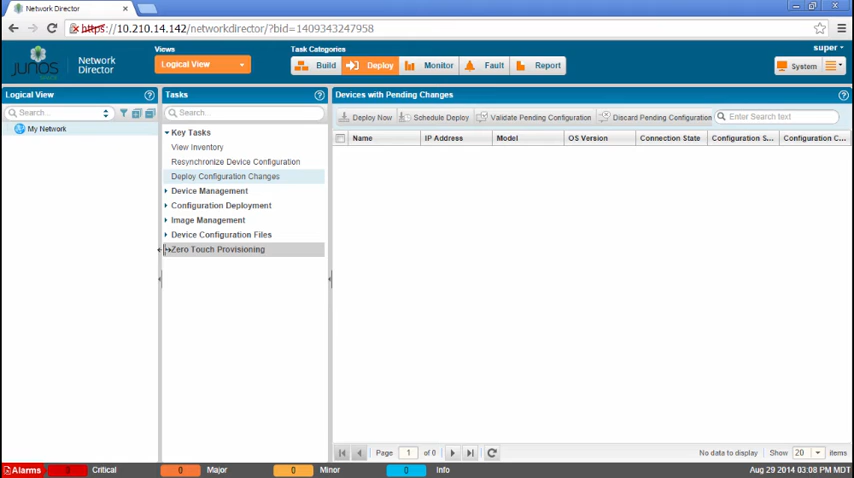 Network Director
https://10.210.14.142/networkdirector/?bid=1409343247958
super
JUNOS
Network Director
Views
Logical View
Task Categories
Build
Deploy
Monitor
Fault
Report
System
Logical View
Search...
My Network
Tasks
Search...
Key Tasks
View Inventory
Resynchronize Device Configuration
Deploy Configuration Changes
Device Management
Configuration Deployment
Image Management
Device Configuration Files
Zero Touch Provisioning
Devices with Pending Changes
Deploy Now
Schedule Deploy
Validate Pending Configuration
Discard Pending Configuration
Enter Search text
Name
IP Address
Model
OS Version
Connection State
Configuration S...
Configuration C...
Page 1 of 0
No data to display
Show 20 items
Alarms
0 Critical
0 Major
0 Minor
0 Info
Aug 29 2014 03:08 PM MDT